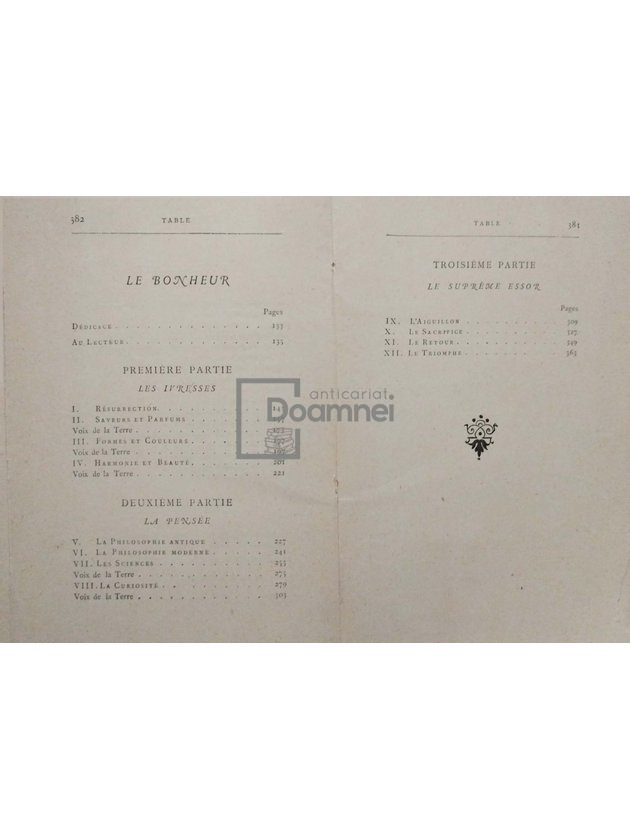 382 TABLE
LE BONHEUR
Pages
DÉDICACE
AU LECTEUR 135
PREMIÈRE PARTIE
LES IVRESSES
I. RÉSURRECTION
II. SAVEURS ET PARFUMS
Voix de la Terre
III. FORMES ET COULEURS
Voix de la Terre
IV. HARMONIE ET BEAUTÉ 201
Voix de la Terre 221
DEUXIÈME PARTIE
LA PENSÉE
V. LA PHILOSOPHIE ANTIQUE 227
VI. LA PHILOSOPHIE MODERNE 241
VII. LES SCIENCES 255
Voix de la Terre 275
VIII. LA CURIOSITÉ 279
Voix de la Terre 303
TABLE
TROISIÈME PARTIE
LE SUPRÊME ESSOR
Pages
IX. L'AIGUILLON 309
X. LE SACRIFICE 327
XI. LE RETOUR 349
XII. LE TRIOMPHE 363
anticariat
Doamnei